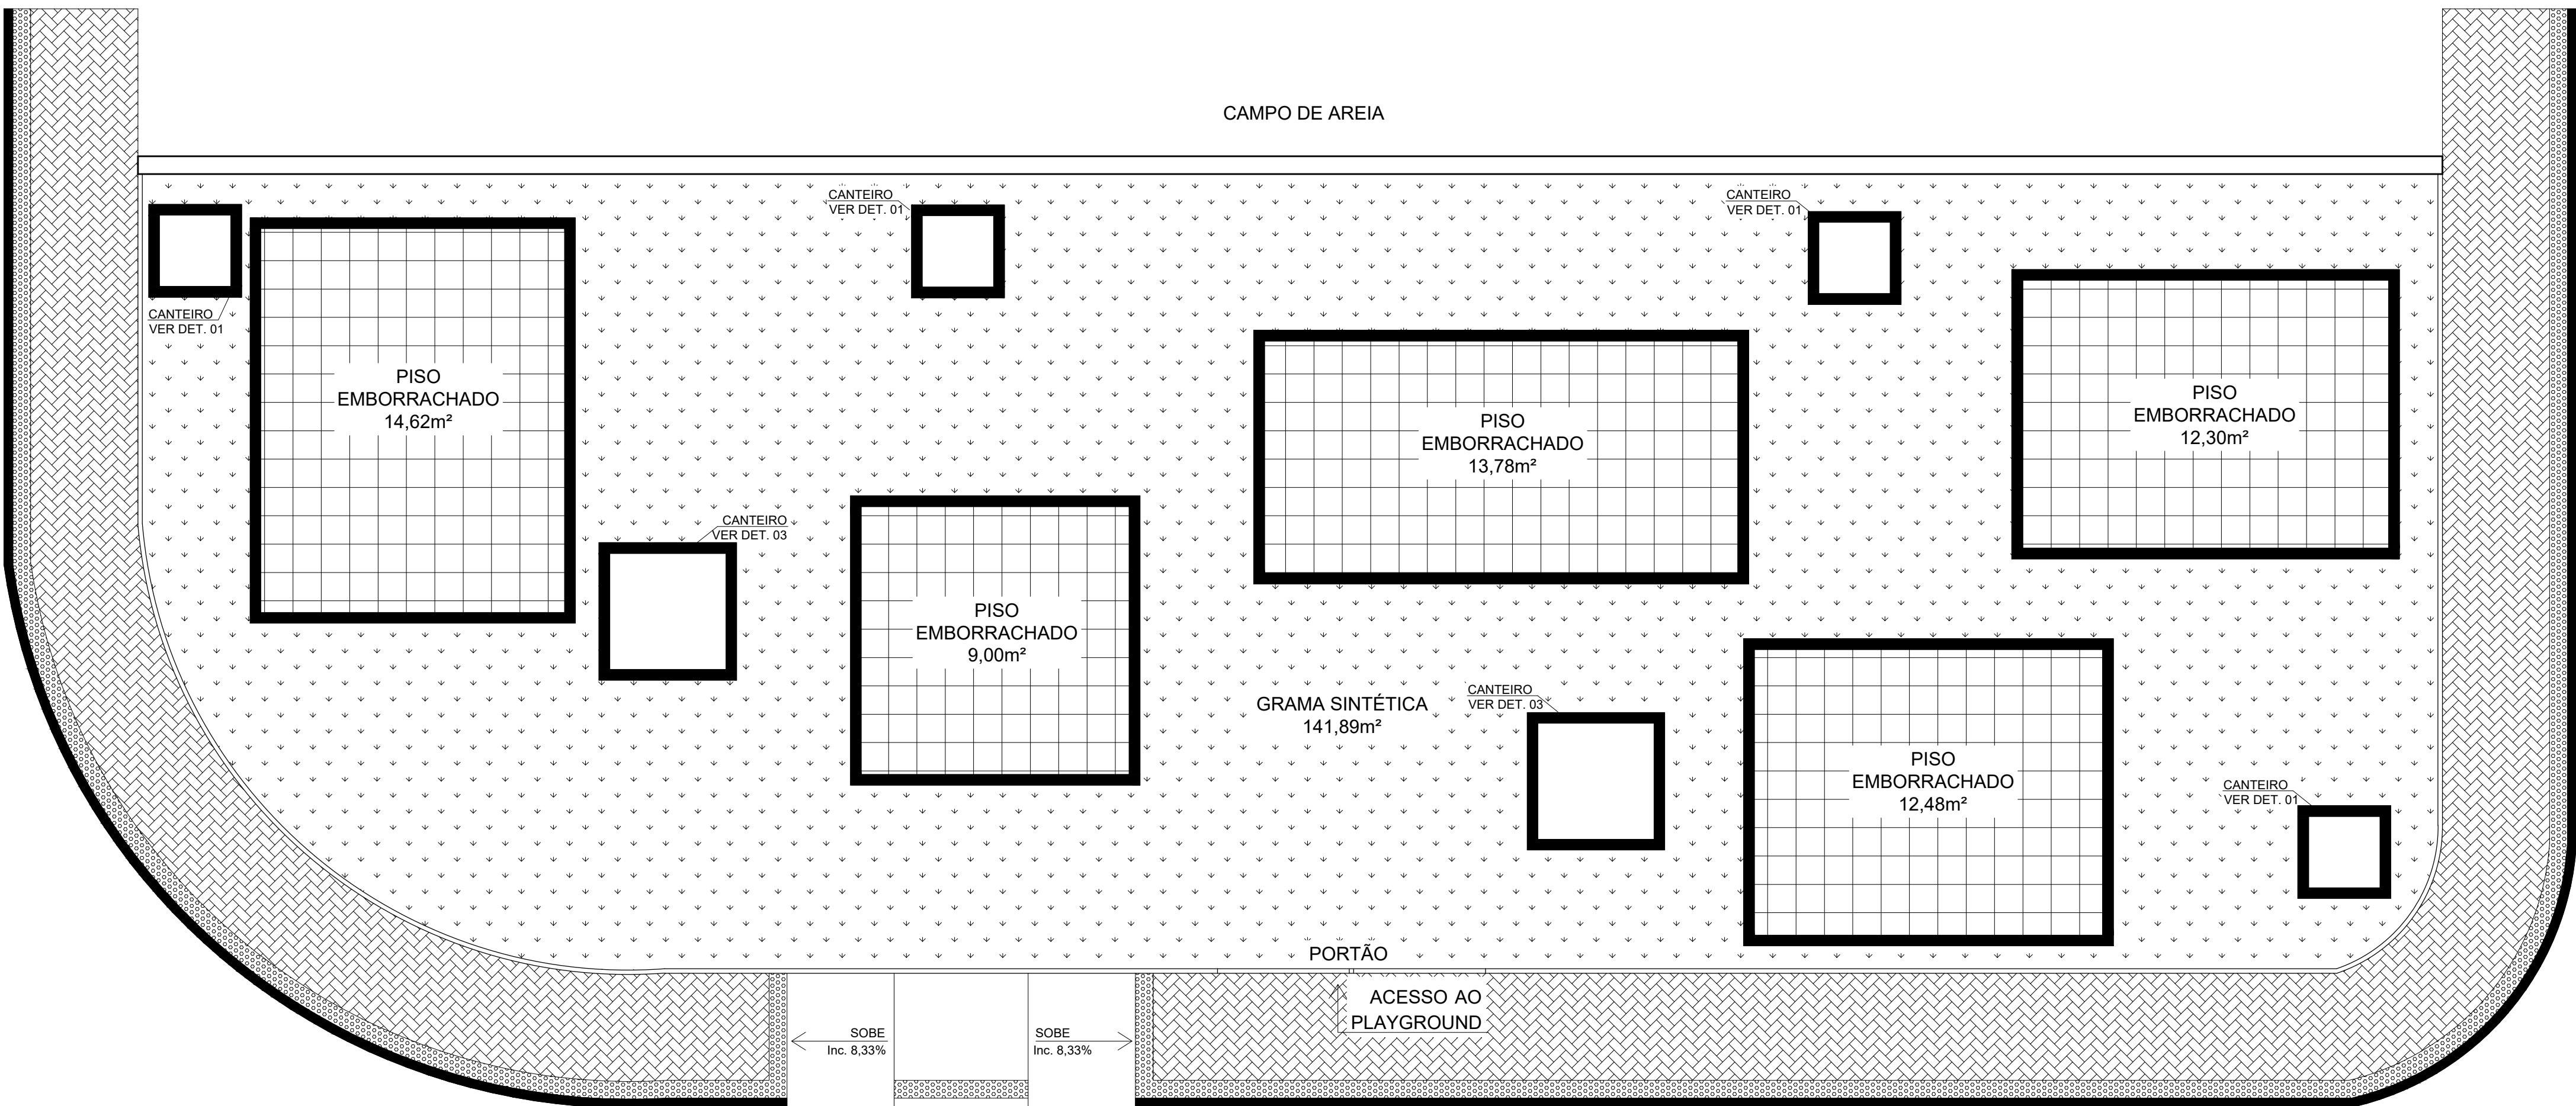 CAMPO DE AREIA
CANTEIRO
VER DET. 01
CANTEIRO
VER DET. 01
CANTEIRO
VER DET. 01
PISO
EMBORRACHADO
14,62m²
PISO
EMBORRACHADO
12,30m²
PISO
EMBORRACHADO
13,78m²
CANTEIRO
VER DET. 03
PISO
EMBORRACHADO
9,00m²
GRAMA SINTÉTICA
141,89m²
CANTEIRO
VER DET. 03
PISO
EMBORRACHADO
12,48m²
CANTEIRO
VER DET. 01
PORTÃO
ACESSO AO
PLAYGROUND
SOBE
Inc. 8,33%
SOBE
Inc. 8,33%